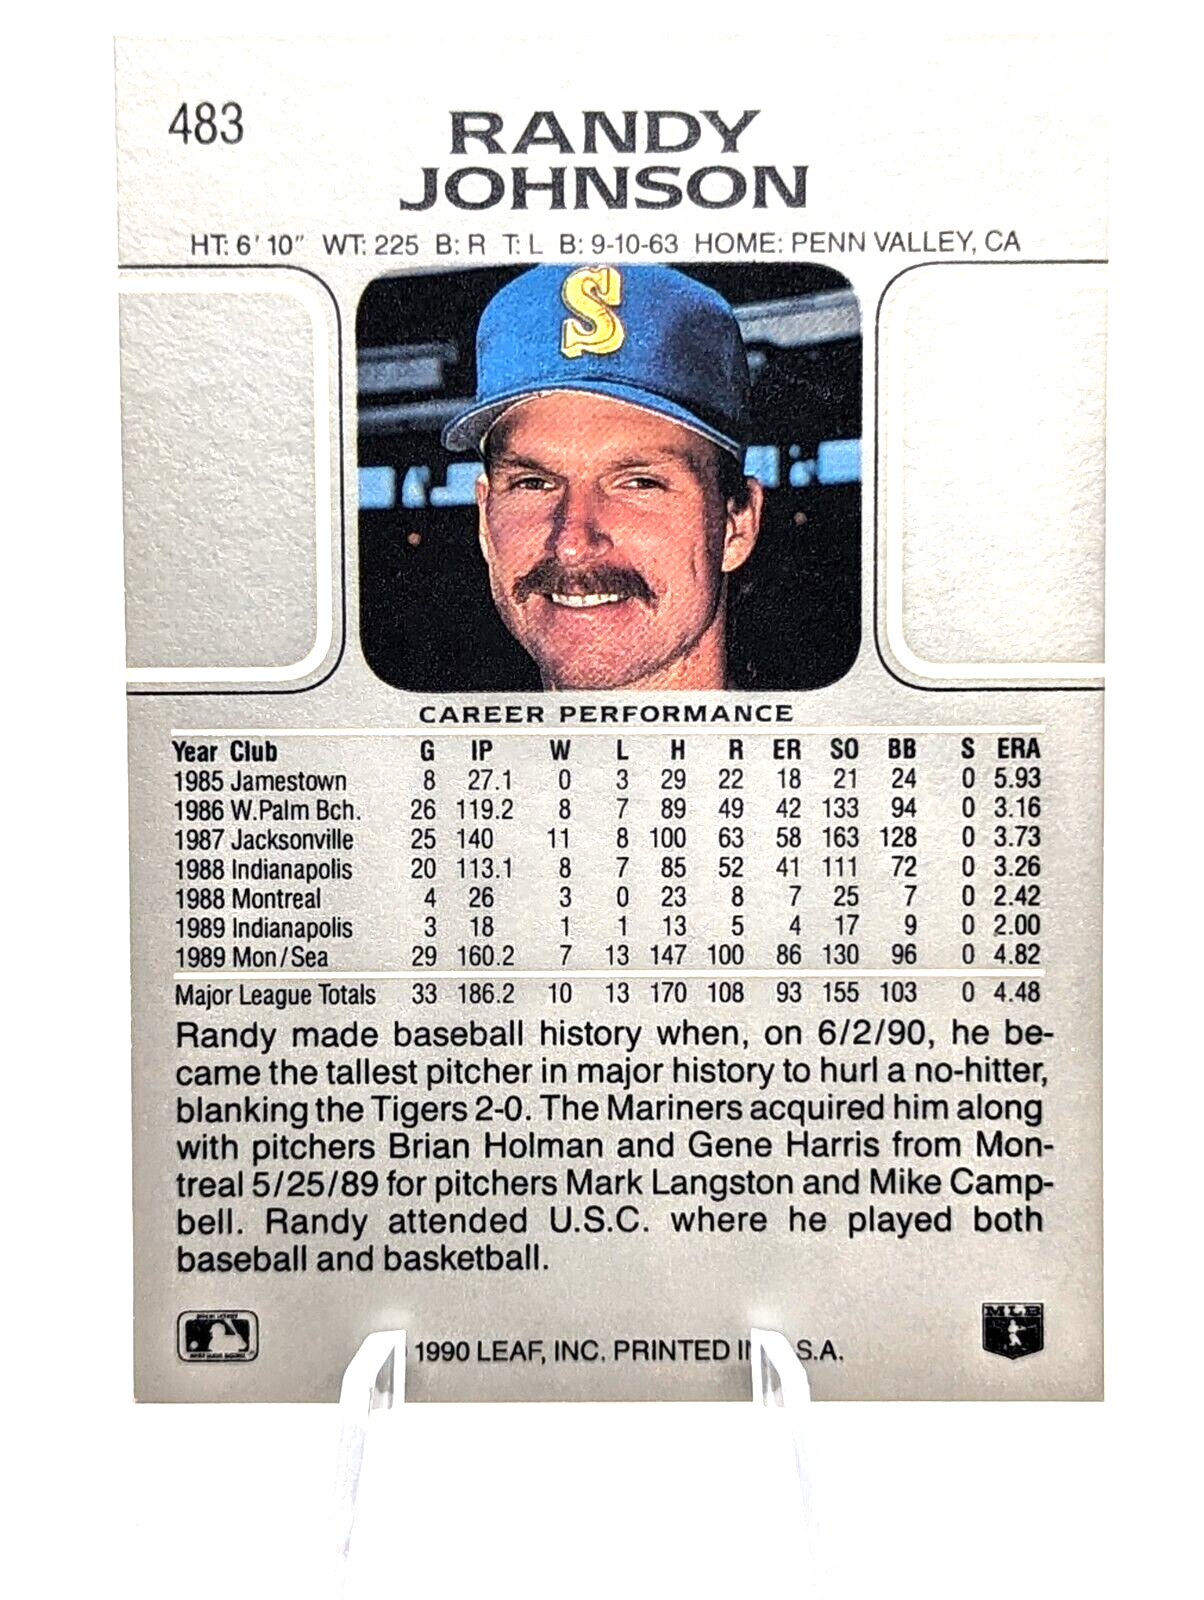 483
RANDY
JOHNSON
HT: 6' 10" WT: 225 B: R T: L B: 9-10-63 HOME: PENN VALLEY, CA
S
CAREER PERFORMANCE
Year Club G IP W L H R ER SO BB S ERA
1985 Jamestown 8 27.1 0 3 29 22 18 21 24 0 5.93
1986 W.Palm Bch. 26 119.2 8 7 89 49 42 133 94 0 3.16
1987 Jacksonville 25 140 11 8 100 63 58 163 128 0 3.73
1988 Indianapolis 20 113.1 8 7 85 52 41 111 72 0 3.26
1988 Montreal 4 26 3 0 23 8 7 25 7 0 2.42
1989 Indianapolis 3 18 1 1 13 5 4 17 9 0 2.00
1989 Mon/Sea 29 160.2 7 13 147 100 86 130 96 0 4.82
Major League Totals 33 186.2 10 13 170 108 93 155 103 0 4.48
Randy made baseball history when, on 6/2/90, he be-
came the tallest pitcher in major history to hurl a no-hitter,
blanking the Tigers 2-0. The Mariners acquired him along
with pitchers Brian Holman and Gene Harris from Mon-
treal 5/25/89 for pitchers Mark Langston and Mike Camp-
bell. Randy attended U.S.C. where he played both
baseball and basketball.
MLB
1990 LEAF, INC. PRINTED I S.A.